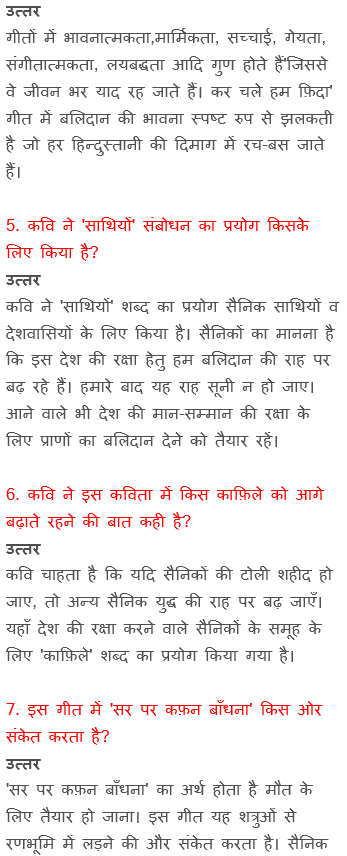 उत्तर
गीतों में भावनात्मकता,मार्मिकता, सच्चाई, गेयता,
संगीतात्मकता, लयबद्धता आदि गुण होते हैं'जिससे
वे जीवन भर याद रह जाते हैं। कर चले हम फ़िदा'
गीत में बलिदान की भावना स्पष्ट रुप से झलकती
है जो हर हिन्दुस्तानी की दिमाग में रच-बस जाते
हैं।
5. कवि ने 'साथियों' संबोधन का प्रयोग किसके
लिए किया है?
उत्तर
कवि ने 'साथियों' शब्द का प्रयोग सैनिक साथियों व
देशवासियों के लिए किया है। सैनिकों का मानना है
कि इस देश की रक्षा हेतु हम बलिदान की राह पर
बढ़ रहे हैं। हमारे बाद यह राह सूनी न हो जाए।
आने वाले भी देश की मान-सम्मान की रक्षा के
लिए प्राणों का बलिदान देने को तैयार रहें।
6. कवि ने इस कविता में किस काफ़िले को आगे
बढ़ाते रहने की बात कही है?
उत्तर
कवि चाहता है कि यदि सैनिकों की टोली शहीद हो
जाए, तो अन्य सैनिक युद्ध की राह पर बढ़ जाएँ।
यहाँ देश की रक्षा करने वाले सैनिकों के समूह के
लिए 'काफ़िले' शब्द का प्रयोग किया गया है।
7. इस गीत में 'सर पर कफ़न बाँधना' किस ओर
संकेत करता है?
उत्तर
'सर पर कफ़न बाँधना' का अर्थ होता है मौत के
लिए तैयार हो जाना। इस गीत यह शत्रुओं से
रणभूमि में लड़ने की और संकेत करता है। सैनिक